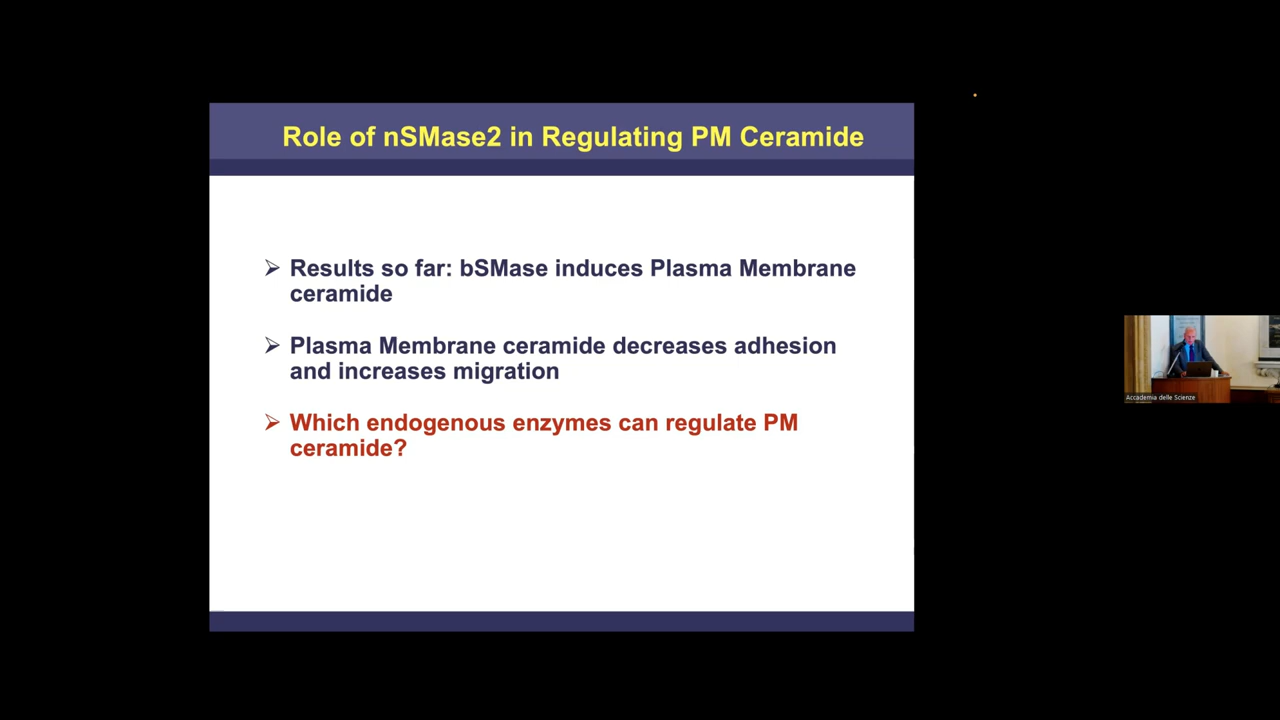 Role of nSMase2 in Regulating PM Ceramide
➢ Results so far: bSMase induces Plasma Membrane
ceramide
➢ Plasma Membrane ceramide decreases adhesion
and increases migration
➢ Which endogenous enzymes can regulate PM
ceramide?
Accademia delle Scienze